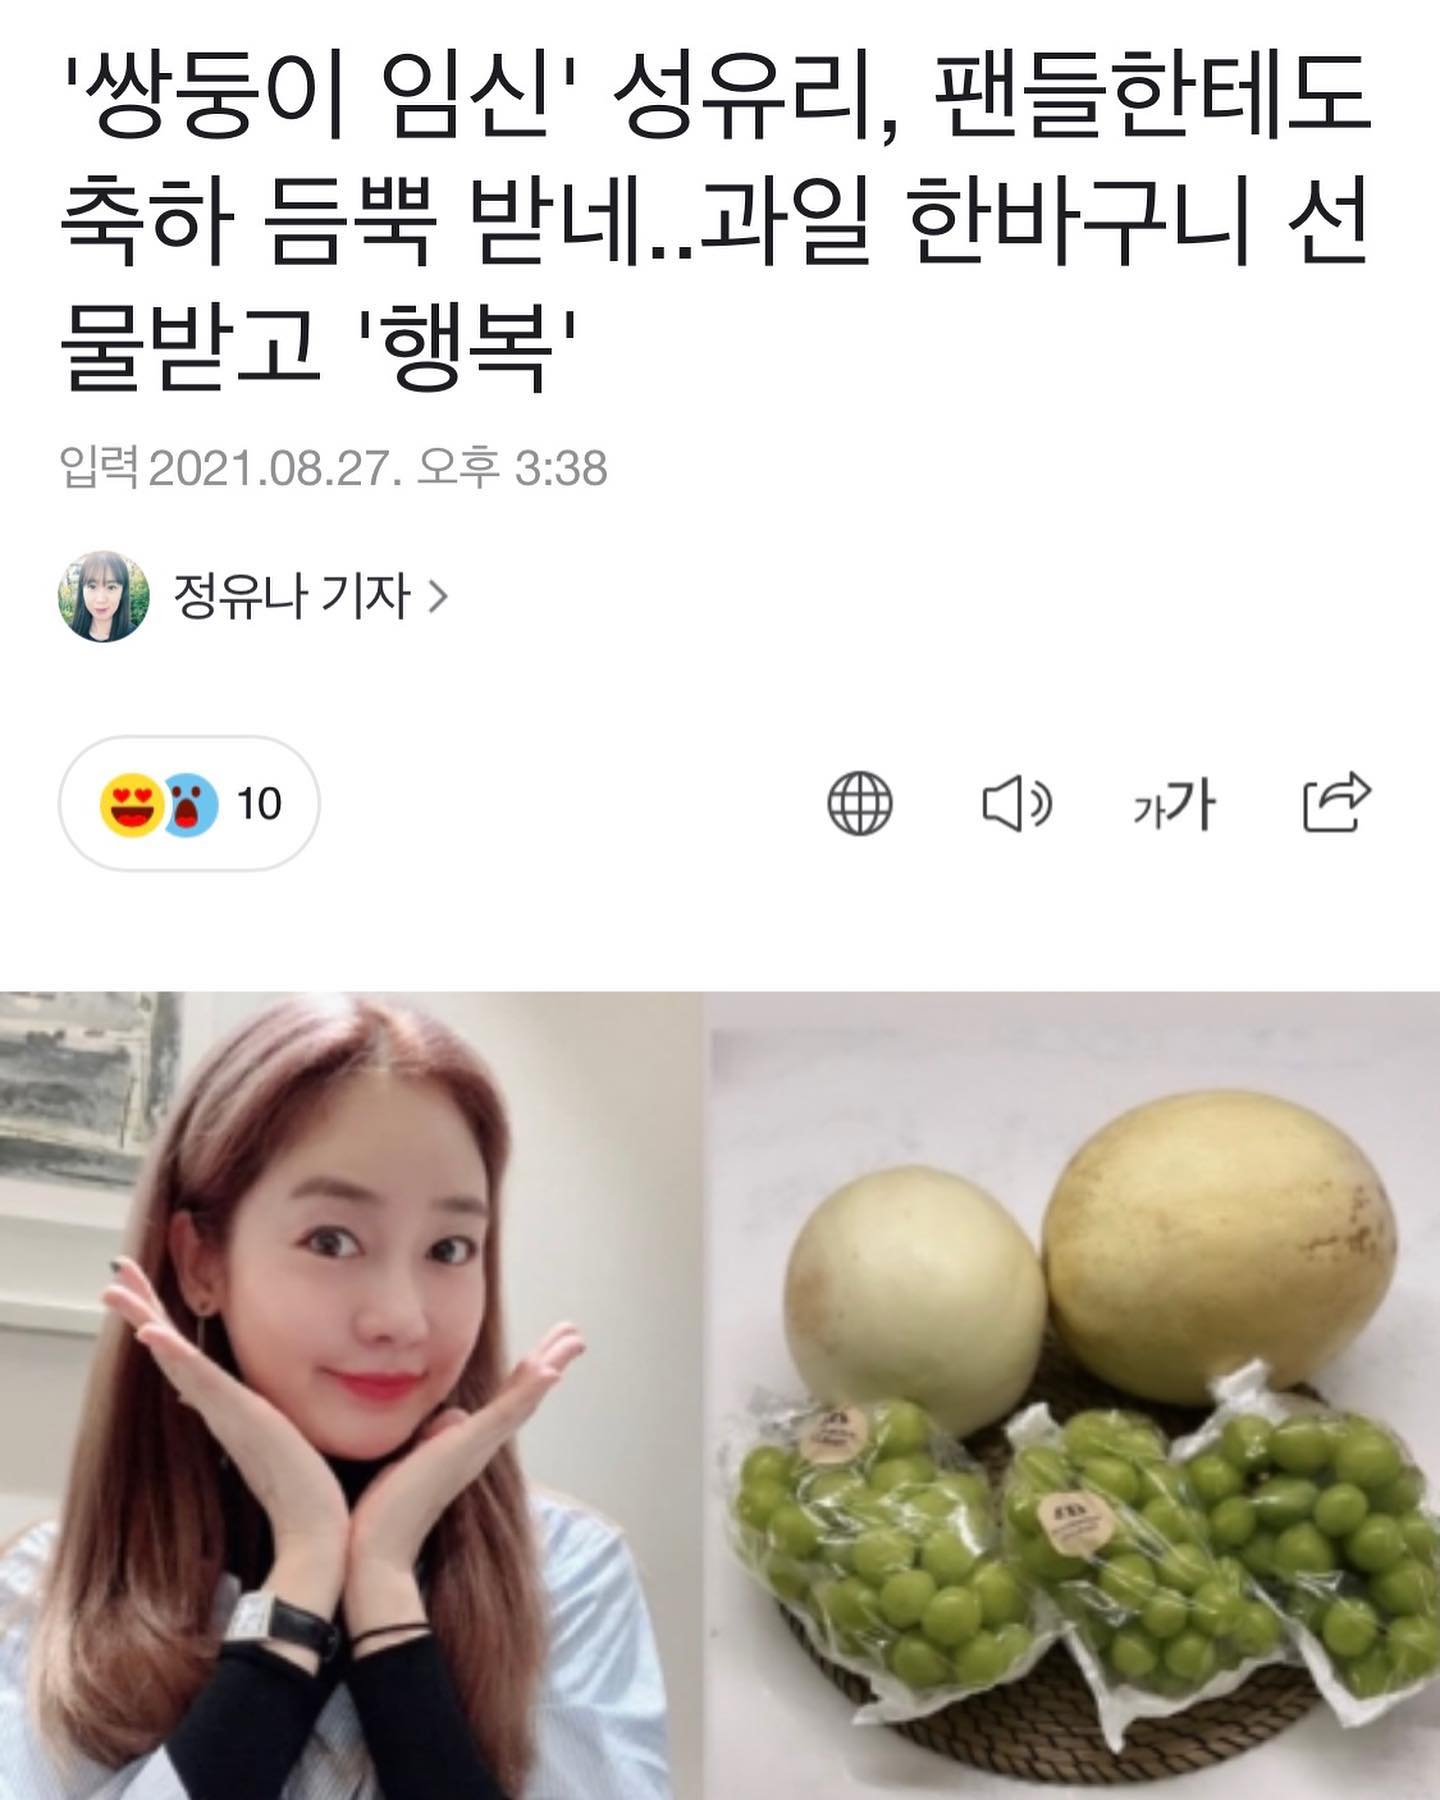 '쌍둥이 임신' 성유리, 팬들한테도
축하 듬뿍 받네..과일 한바구니 선
물받고 '행복'
입력 2021.08.27. 오후 3:38
정유나 기자 >
10
가가